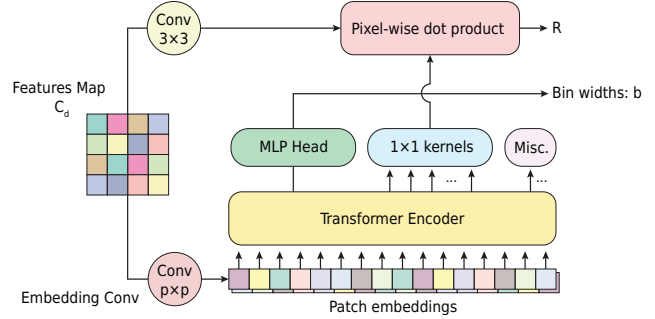 Conv
3×3
Pixel-wise dot product
R
Features Map
C_d
Bin widths: b
MLP Head
1×1 kernels
Misc.
...
...
Transformer Encoder
Conv
p×p
Embedding Conv
Patch embeddings